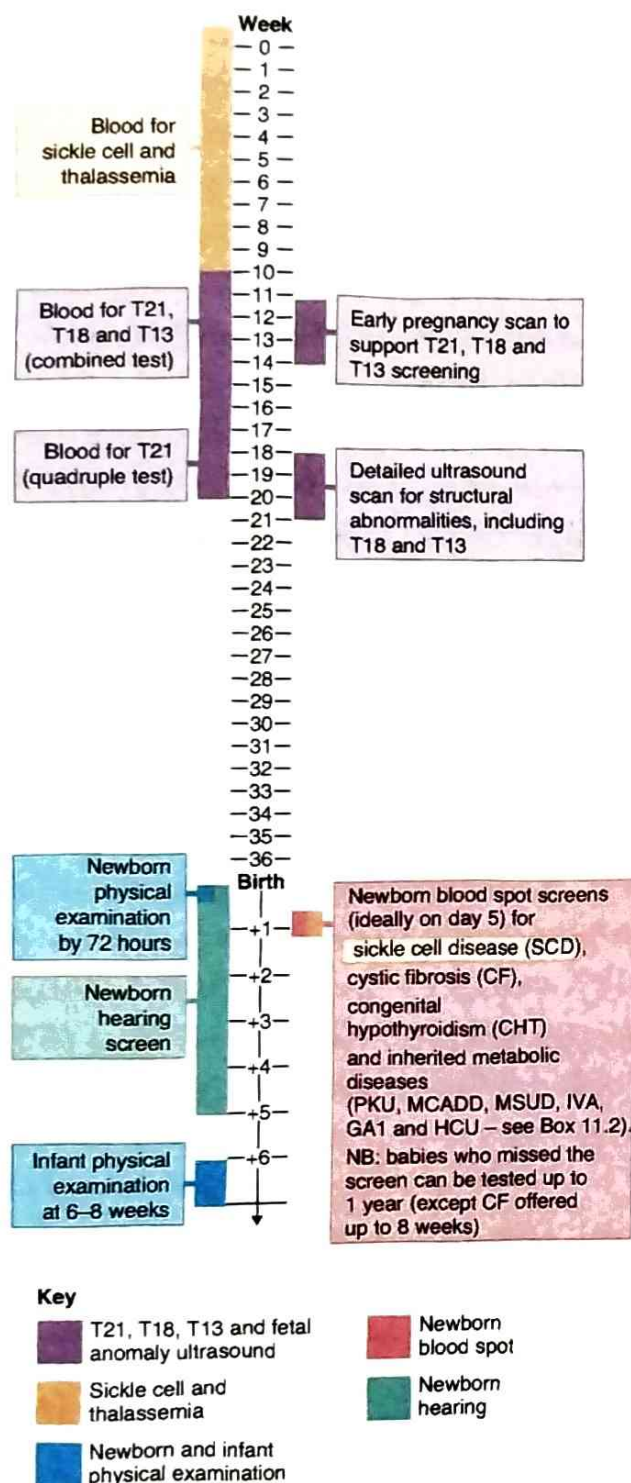 Week
0
1
2
3
4
5
6
7
8
9
10
11
12
13
14
15
16
17
18
19
20
21
22
23
24
25
26
27
28
29
30
31
32
33
34
35
36
Birth
+1
+2
+3
+4
+5
+6
Blood for
sickle cell and
thalassemia
Blood for T21,
T18 and T13
(combined test)
Early pregnancy scan to
support T21, T18 and
T13 screening
Blood for T21
(quadruple test)
Detailed ultrasound
scan for structural
abnormalities, including
T18 and T13
Newborn
physical
examination
by 72 hours
Newborn
hearing
screen
Infant physical
examination
at 6–8 weeks
Newborn blood spot screens
(ideally on day 5) for
sickle cell disease (SCD),
cystic fibrosis (CF),
congenital
hypothyroidism (CHT)
and inherited metabolic
diseases
(PKU, MCADD, MSUD, IVA,
GA1 and HCU – see Box 11.2).
NB: babies who missed the
screen can be tested up to
1 year (except CF offered
up to 8 weeks)
Key
T21, T18, T13 and fetal
anomaly ultrasound
Sickle cell and
thalassemia
Newborn and infant
physical examination
Newborn
blood spot
Newborn
hearing